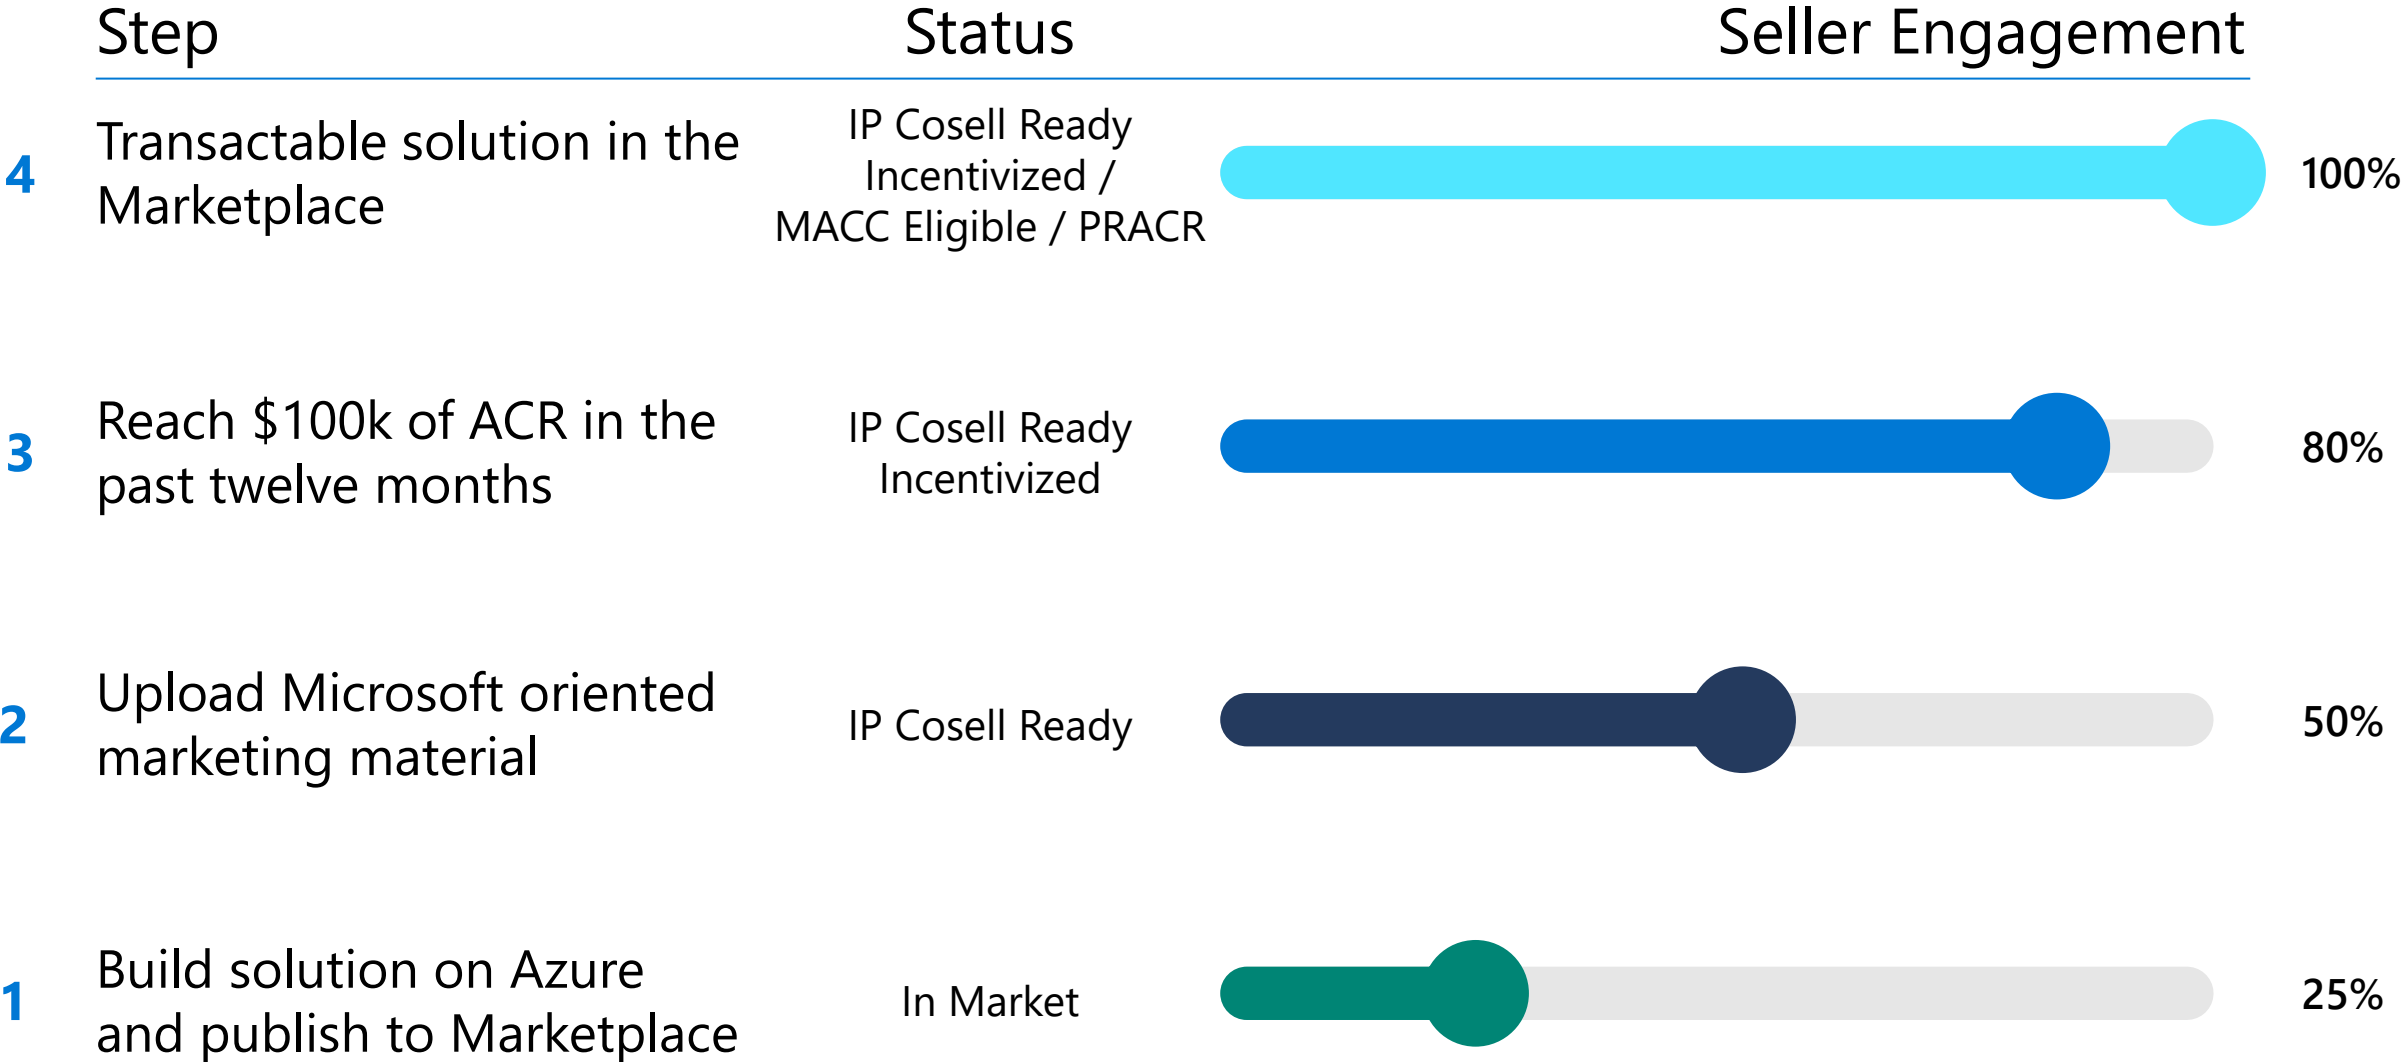 Step Status Seller Engagement
4 Transactable solution in the
Marketplace
IP Cosell Ready
Incentivized /
MACC Eligible / PRACR
100%
3 Reach $100k of ACR in the
past twelve months
IP Cosell Ready
Incentivized
80%
2 Upload Microsoft oriented
marketing material
IP Cosell Ready
50%
1 Build solution on Azure
and publish to Marketplace
In Market
25%